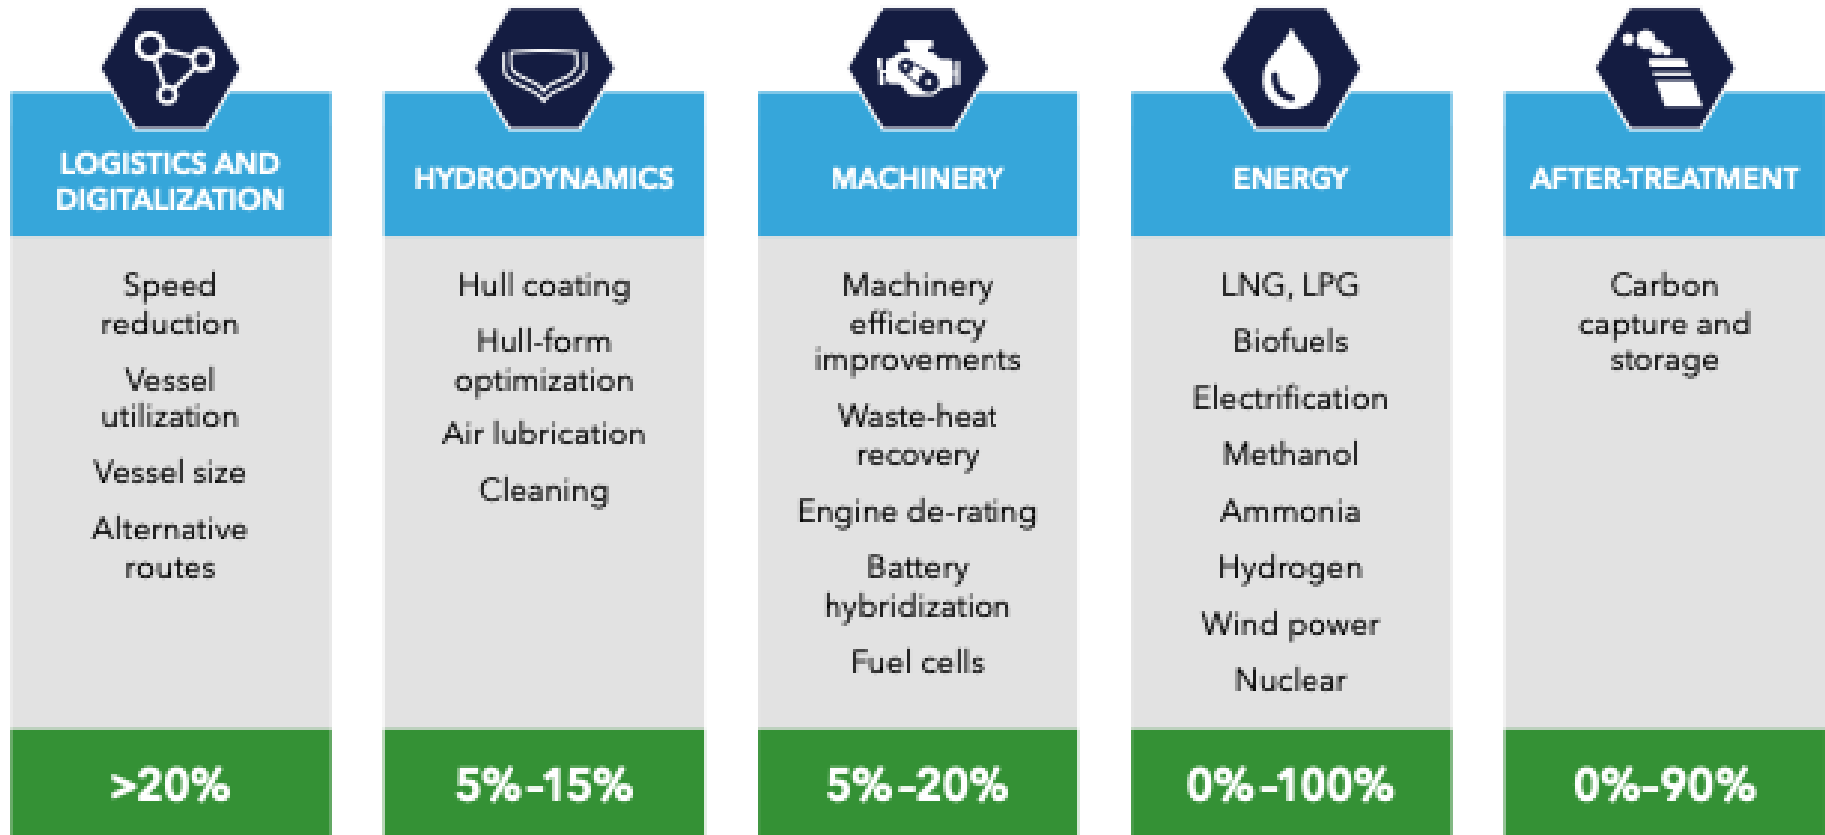 LOGISTICS AND
DIGITALIZATION
Speed
reduction
Vessel
utilization
Vessel size
Alternative
routes
>20%
HYDRODYNAMICS
Hull coating
Hull-form
optimization
Air lubrication
Cleaning
5%-15%
MACHINERY
Machinery
efficiency
improvements
Waste-heat
recovery
Engine de-rating
Battery
hybridization
Fuel cells
5%-20%
ENERGY
LNG, LPG
Biofuels
Electrification
Methanol
Ammonia
Hydrogen
Wind power
Nuclear
0%-100%
AFTER-TREATMENT
Carbon
capture and
storage
0%-90%